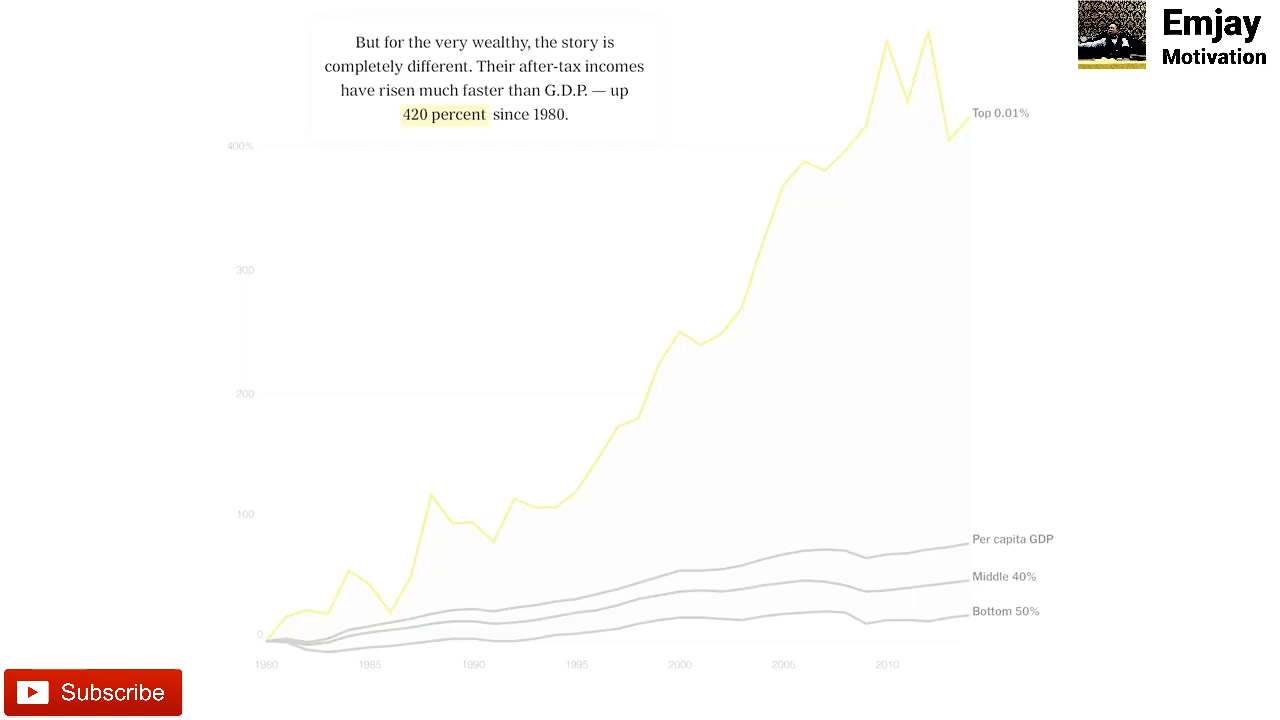 But for the very wealthy, the story is
completely different. Their after-tax incomes
have risen much faster than G.D.P. — up
420 percent since 1980.
Emjay
Motivation
Top 0.01%
400%
300
200
100
Per capita GDP
Middle 40%
Bottom 50%
0
1980 1985 1990 1995 2000 2005 2010
Subscribe